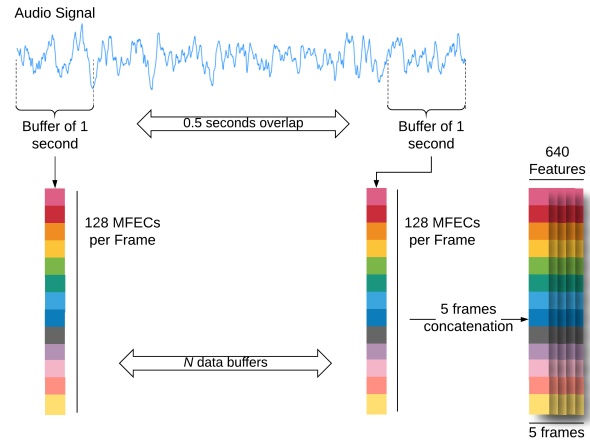 Audio Signal
Buffer of 1
second
0.5 seconds overlap
Buffer of 1
second
640
Features
128 MFECs
per Frame
128 MFECs
per Frame
5 frames
concatenation
N data buffers
5 frames